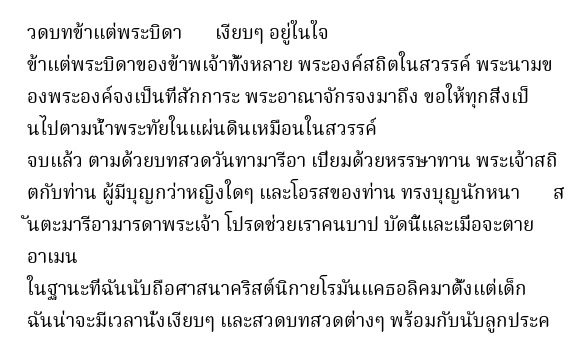 วดบทข้าแต่พระบิดา เงียบๆ อยู่ในใจ
ข้าแต่พระบิดาของข้าพเจ้าทั้งหลาย พระองค์สถิตในสวรรค์ พระนามข
องพระองค์จงเป็นที่สักการะ พระอาณาจักรจงมาถึง ขอให้ทุกสิ่งเป็
นไปตามน้ำพระทัยในแผ่นดินเหมือนในสวรรค์
จบแล้ว ตามด้วยบทสวดวันทามารีอา เปี่ยมด้วยหรรษาทาน พระเจ้าสถิ
ตกับท่าน ผู้มีบุญกว่าหญิงใดๆ และโอรสของท่าน ทรงบุญนักหนา ส
ันตะมารีอามารดาพระเจ้า โปรดช่วยเราคนบาป บัดนี้และเมื่อจะตาย
อาเมน
ในฐานะที่ฉันนับถือศาสนาคริสต์นิกายโรมันแคธอลิคมาตั้งแต่เด็ก
ฉันน่าจะมีเวลานั่งเงียบๆ และสวดบทสวดต่างๆ พร้อมกับนับลูกประค